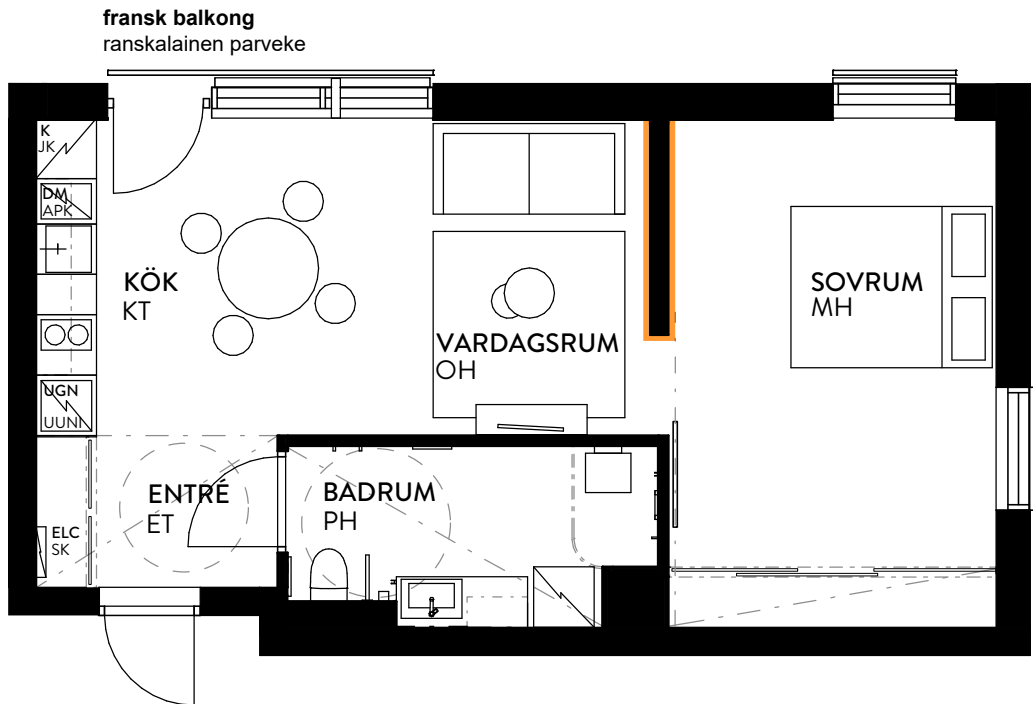 fransk balkong
ranskalainen parveke
K
JK
DM
APK
KÖK
KT
UGN
UUNI
VARDAGSRUM
OH
SOVRUM
MH
ENTRÉ
ET
ELC
SK
BADRUM
PH